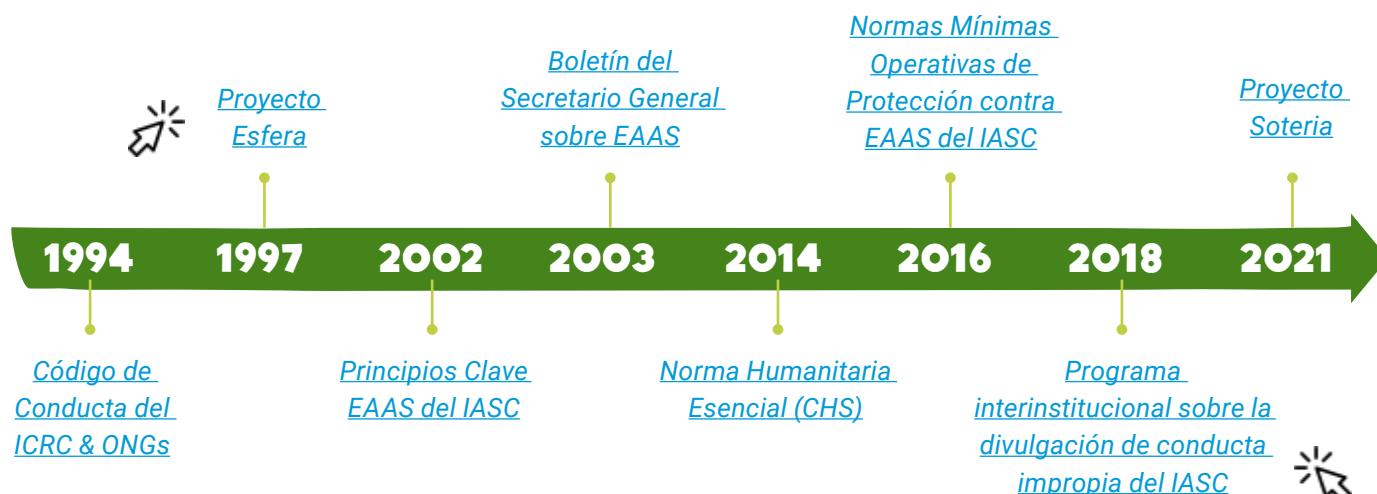 Normas Mínimas
Operativas de
Protección contra
EAAS del IASC
Boletín del
Secretario General
sobre EAAS
Proyecto
Esfera
Proyecto
Soteria
1994 1997 2002 2003 2014 2016 2018 2021
Código de
Conducta del
ICRC & ONGs
Principios Clave
EAAS del IASC
Norma Humanitaria
Esencial (CHS)
Programa
interinstitucional sobre la
divulgación de conducta
impropia del IASC